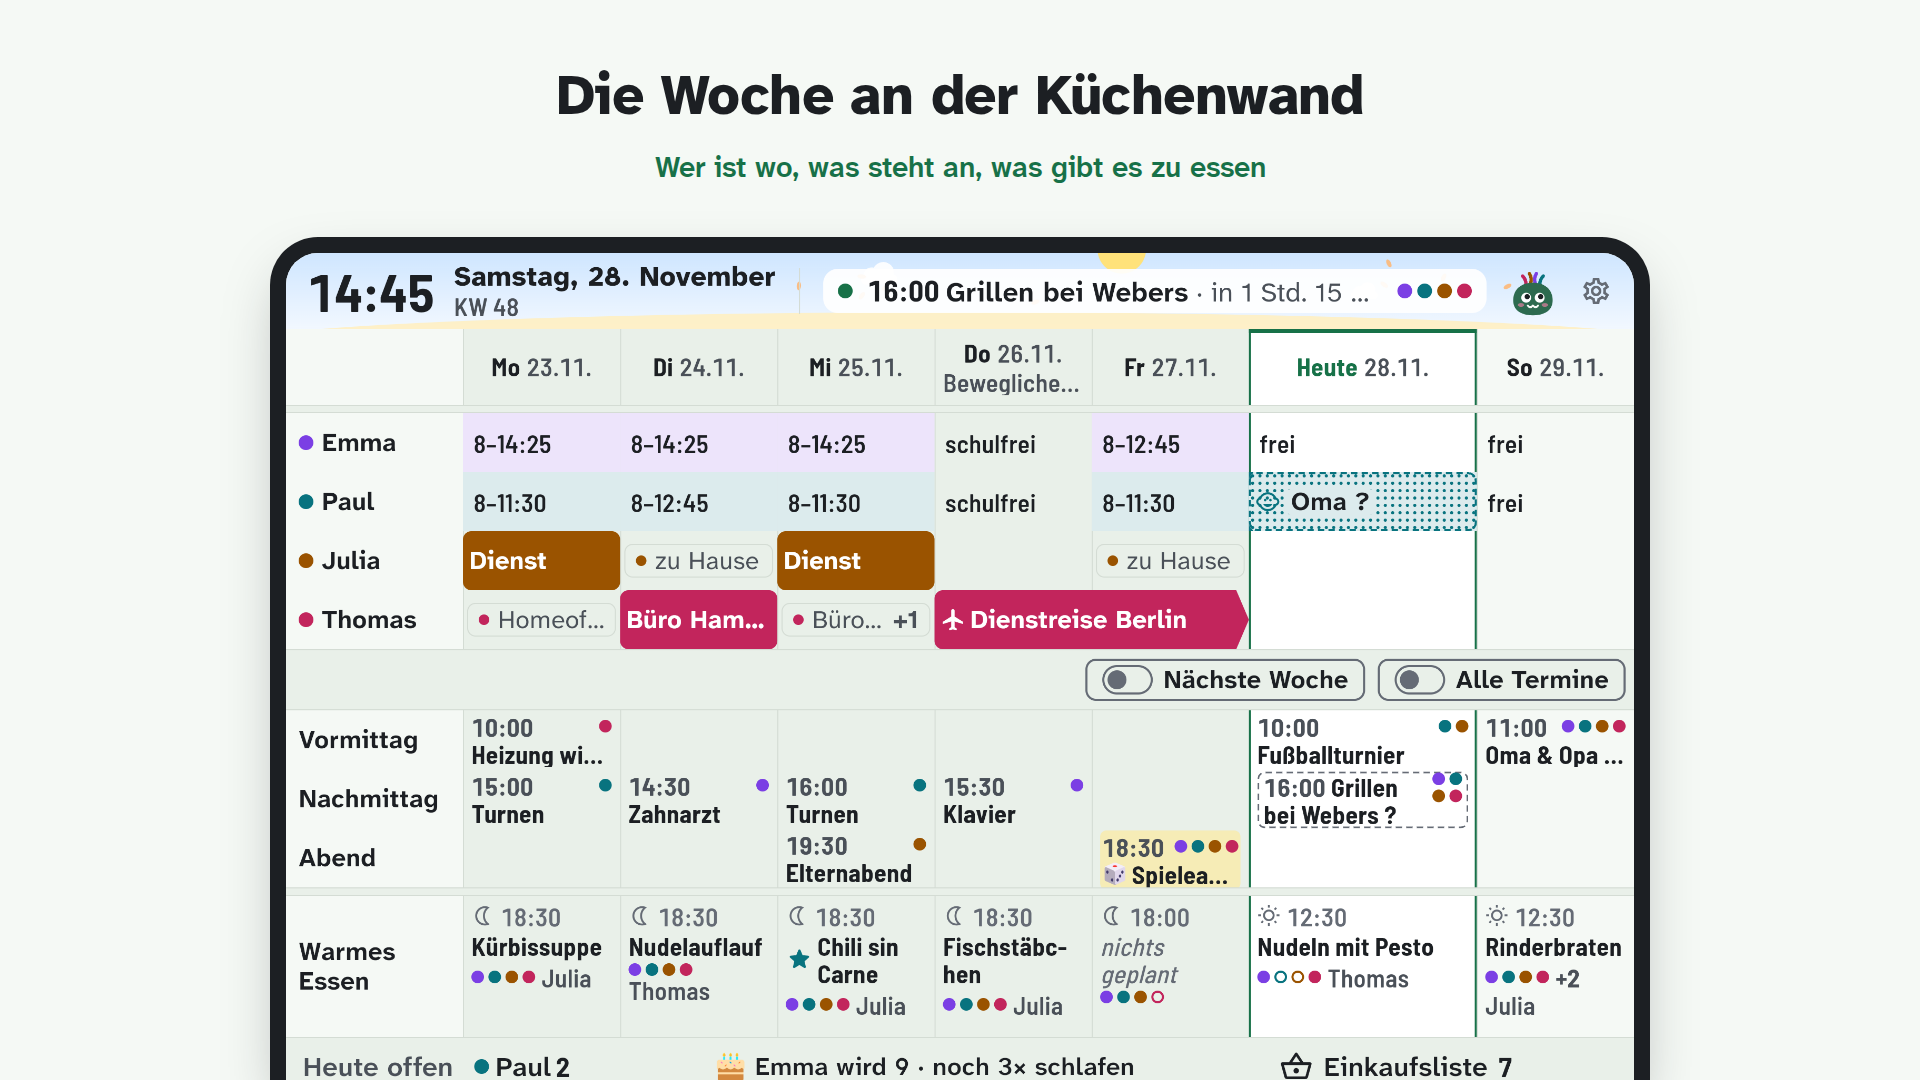 Die Woche an der Küchenwand
Wer ist wo, was steht an, was gibt es zu essen
14:45
Samstag, 28. November
KW 48
16:00 Grillen bei Webers · in 1 Std. 15 ...
Mo 23.11.
Di 24.11.
Mi 25.11.
Do 26.11.
Bewegliche...
Fr 27.11.
Heute 28.11.
So 29.11.
Emma
8–14:25
8–14:25
8–14:25
schulfrei
8–12:45
frei
frei
Paul
8–11:30
8–12:45
8–11:30
schulfrei
8–11:30
Oma ?
frei
Julia
Dienst
zu Hause
Dienst
zu Hause
Thomas
Homeof...
Büro Ham...
Büro... +1
Dienstreise Berlin
Nächste Woche
Alle Termine
Vormittag
10:00
Heizung wi...
10:00
Fußballturnier
11:00
Oma & Opa ...
Nachmittag
15:00
Turnen
14:30
Zahnarzt
16:00
Turnen
15:30
Klavier
16:00 Grillen
bei Webers ?
Abend
19:30
Elternabend
18:30
Spielea...
Warmes
Essen
18:30
Kürbissuppe
Julia
18:30
Nudelauflauf
Thomas
18:30
Chili sin
Carne
Julia
18:30
Fischstäbc-
hen
Julia
18:00
nichts
geplant
12:30
Nudeln mit Pesto
Thomas
12:30
Rinderbraten
+2
Julia
Heute offen
Paul 2
Emma wird 9 · noch 3× schlafen
Einkaufsliste 7